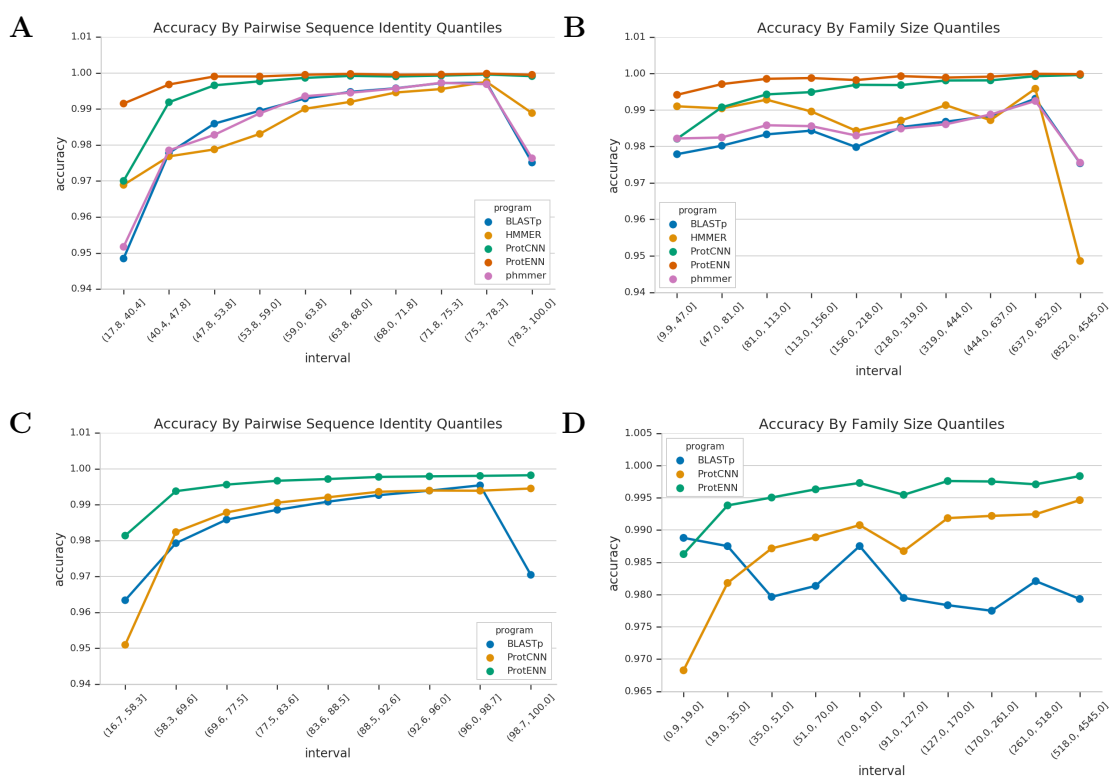 A
Accuracy By Pairwise Sequence Identity Quantiles
1.01
1.00
0.99
0.98
0.97
0.96
0.95
0.94
accuracy
program
BLASTp
HMMER
ProtCNN
ProtENN
phmmer
(17.8, 40.4]
(40.4, 47.8]
(47.8, 53.8]
(53.8, 59.0]
(59.0, 63.8]
(63.8, 68.0]
(68.0, 71.8]
(71.8, 75.3]
(75.3, 78.3]
(78.3, 100.0]
interval
B
Accuracy By Family Size Quantiles
1.01
1.00
0.99
0.98
0.97
0.96
0.95
0.94
accuracy
program
BLASTp
HMMER
ProtCNN
ProtENN
phmmer
(9.9, 47.0]
(47.0, 81.0]
(81.0, 113.0]
(113.0, 156.0]
(156.0, 218.0]
(218.0, 319.0]
(319.0, 444.0]
(444.0, 637.0]
(637.0, 852.0]
(852.0, 4545.0]
interval
C
Accuracy By Pairwise Sequence Identity Quantiles
1.01
1.00
0.99
0.98
0.97
0.96
0.95
0.94
accuracy
program
BLASTp
ProtCNN
ProtENN
(16.7, 58.3]
(58.3, 69.6]
(69.6, 77.5]
(77.5, 83.6]
(83.6, 88.5]
(88.5, 92.6]
(92.6, 96.0]
(96.0, 98.7]
(98.7, 100.0]
interval
D
Accuracy By Family Size Quantiles
1.005
1.000
0.995
0.990
0.985
0.980
0.975
0.970
0.965
accuracy
program
BLASTp
ProtCNN
ProtENN
(0.9, 19.0]
(19.0, 35.0]
(35.0, 51.0]
(51.0, 70.0]
(70.0, 91.0]
(91.0, 127.0]
(127.0, 170.0]
(170.0, 261.0]
(261.0, 518.0]
(518.0, 4545.0]
interval